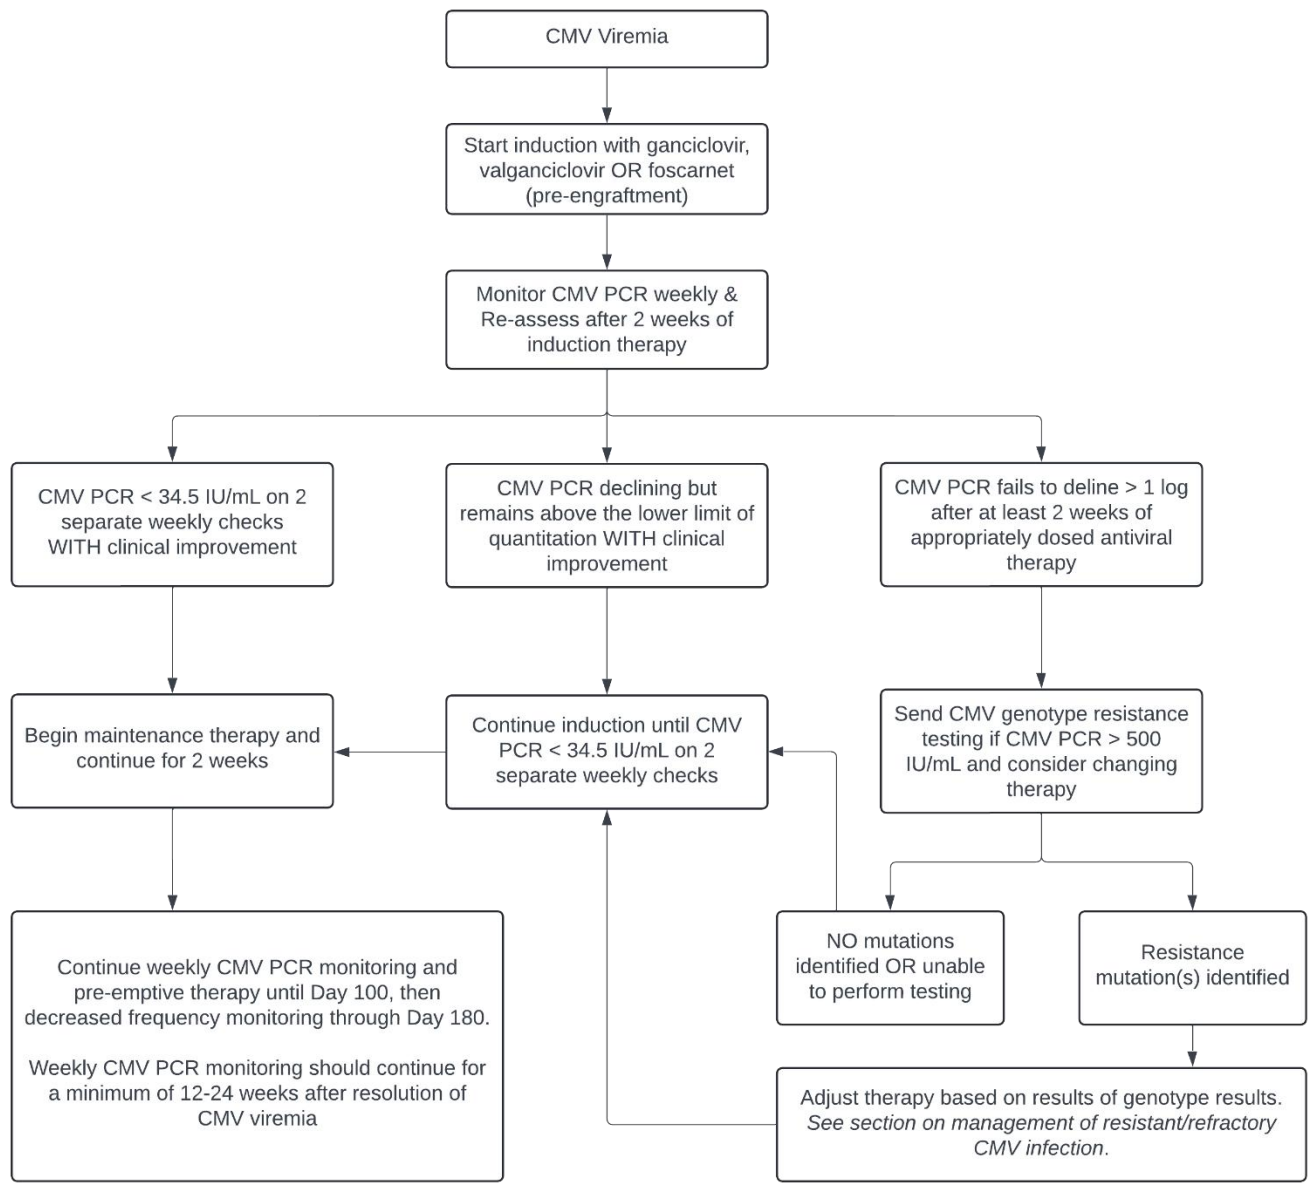 CMV Viremia
Start induction with ganciclovir,
valganciclovir OR foscarnet
(pre-engraftment)
Monitor CMV PCR weekly &
Re-assess after 2 weeks of
induction therapy
CMV PCR < 34.5 IU/mL on 2
separate weekly checks
WITH clinical improvement
CMV PCR declining but
remains above the lower limit of
quantitation WITH clinical
improvement
CMV PCR fails to deline > 1 log
after at least 2 weeks of
appropriately dosed antiviral
therapy
Begin maintenance therapy and
continue for 2 weeks
Continue induction until CMV
PCR < 34.5 IU/mL on 2
separate weekly checks
Send CMV genotype resistance
testing if CMV PCR > 500
IU/mL and consider changing
therapy
NO mutations
identified OR unable
to perform testing
Resistance
mutation(s) identified
Continue weekly CMV PCR monitoring and
pre-emptive therapy until Day 100, then
decreased frequency monitoring through Day 180.
Weekly CMV PCR monitoring should continue for
a minimum of 12-24 weeks after resolution of
CMV viremia
Adjust therapy based on results of genotype results.
See section on management of resistant/refractory
CMV infection.